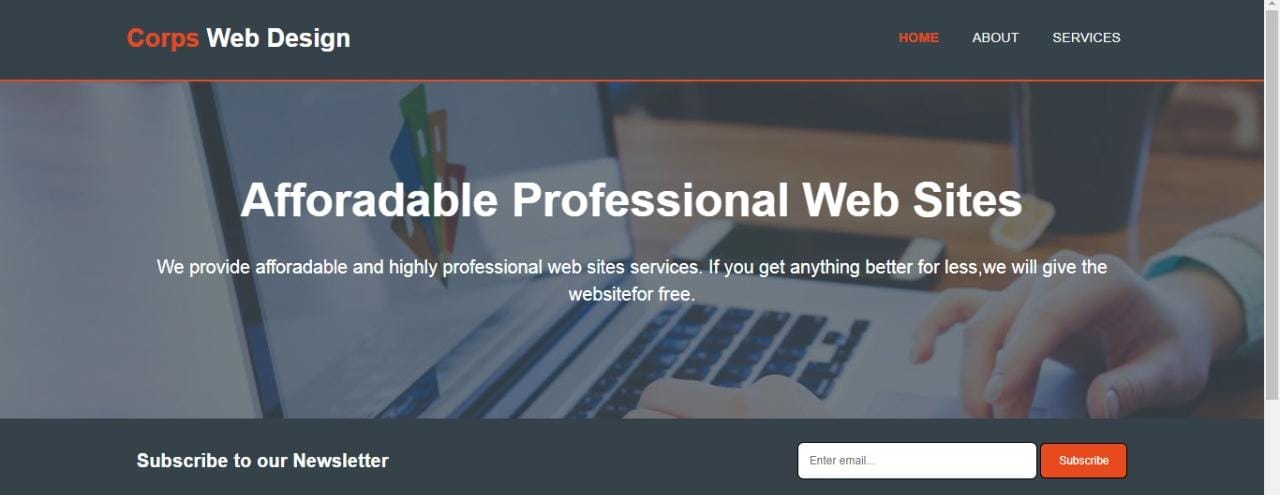 Corps Web Design
HOME ABOUT SERVICES
Afforadable Professional Web Sites
We provide afforadable and highly professional web sites services. If you get anything better for less,we will give the
websitefor free.
Subscribe to our Newsletter
Enter email...
Subscribe